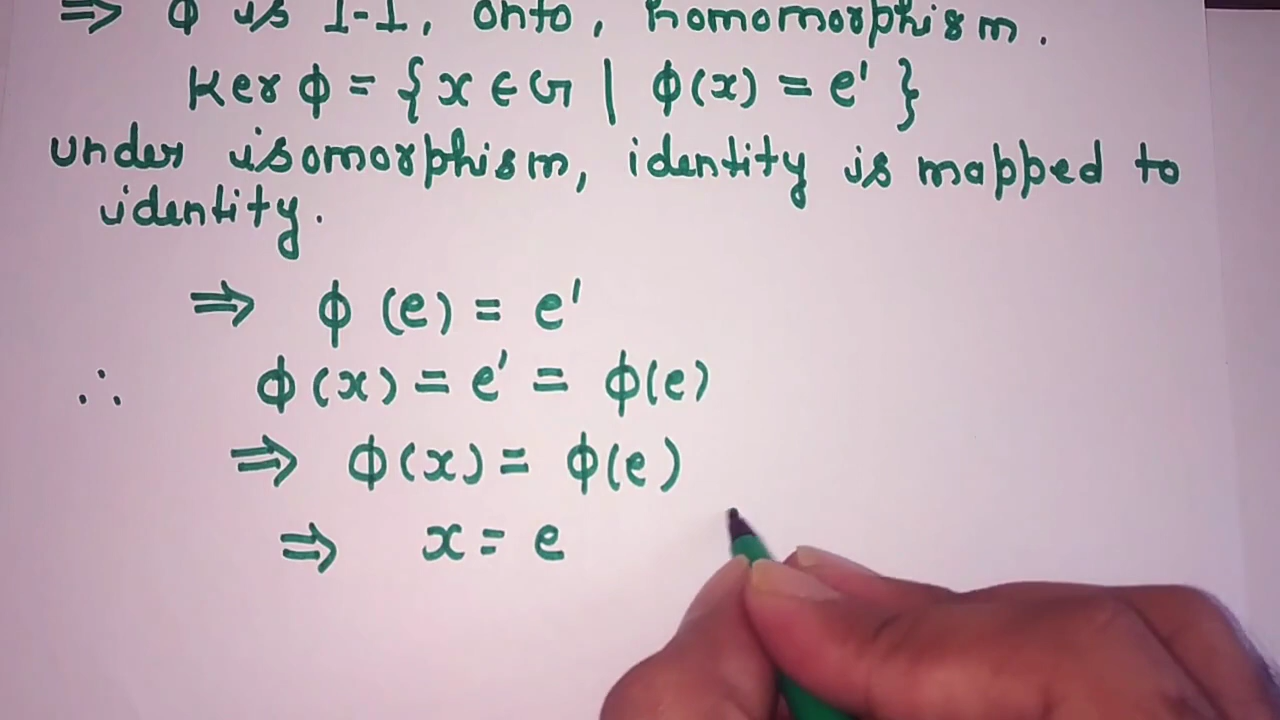 ⇒ ϕ is 1-1, onto, homomorphism.
Ker ϕ = { x ∈ G | ϕ(x) = e' }
under isomorphism, identity is mapped to
identity.
⇒ ϕ (e) = e'
∴ ϕ(x) = e' = ϕ(e)
⇒ ϕ(x) = ϕ(e)
⇒ x = e